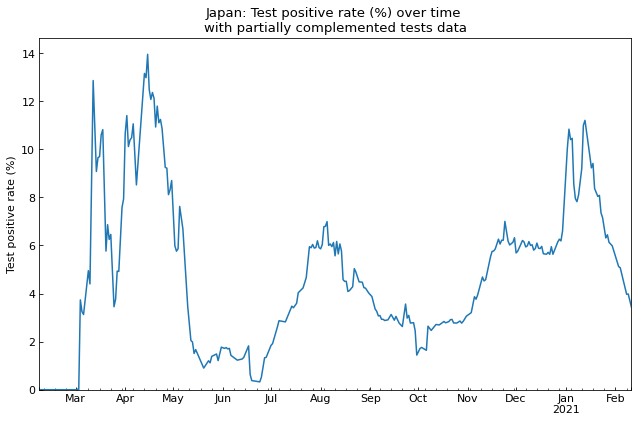 Japan: Test positive rate (%) over time
with partially complemented tests data
Test positive rate (%)
14
12
10
8
6
4
2
0
Mar Apr May Jun Jul Aug Sep Oct Nov Dec Jan Feb
2021